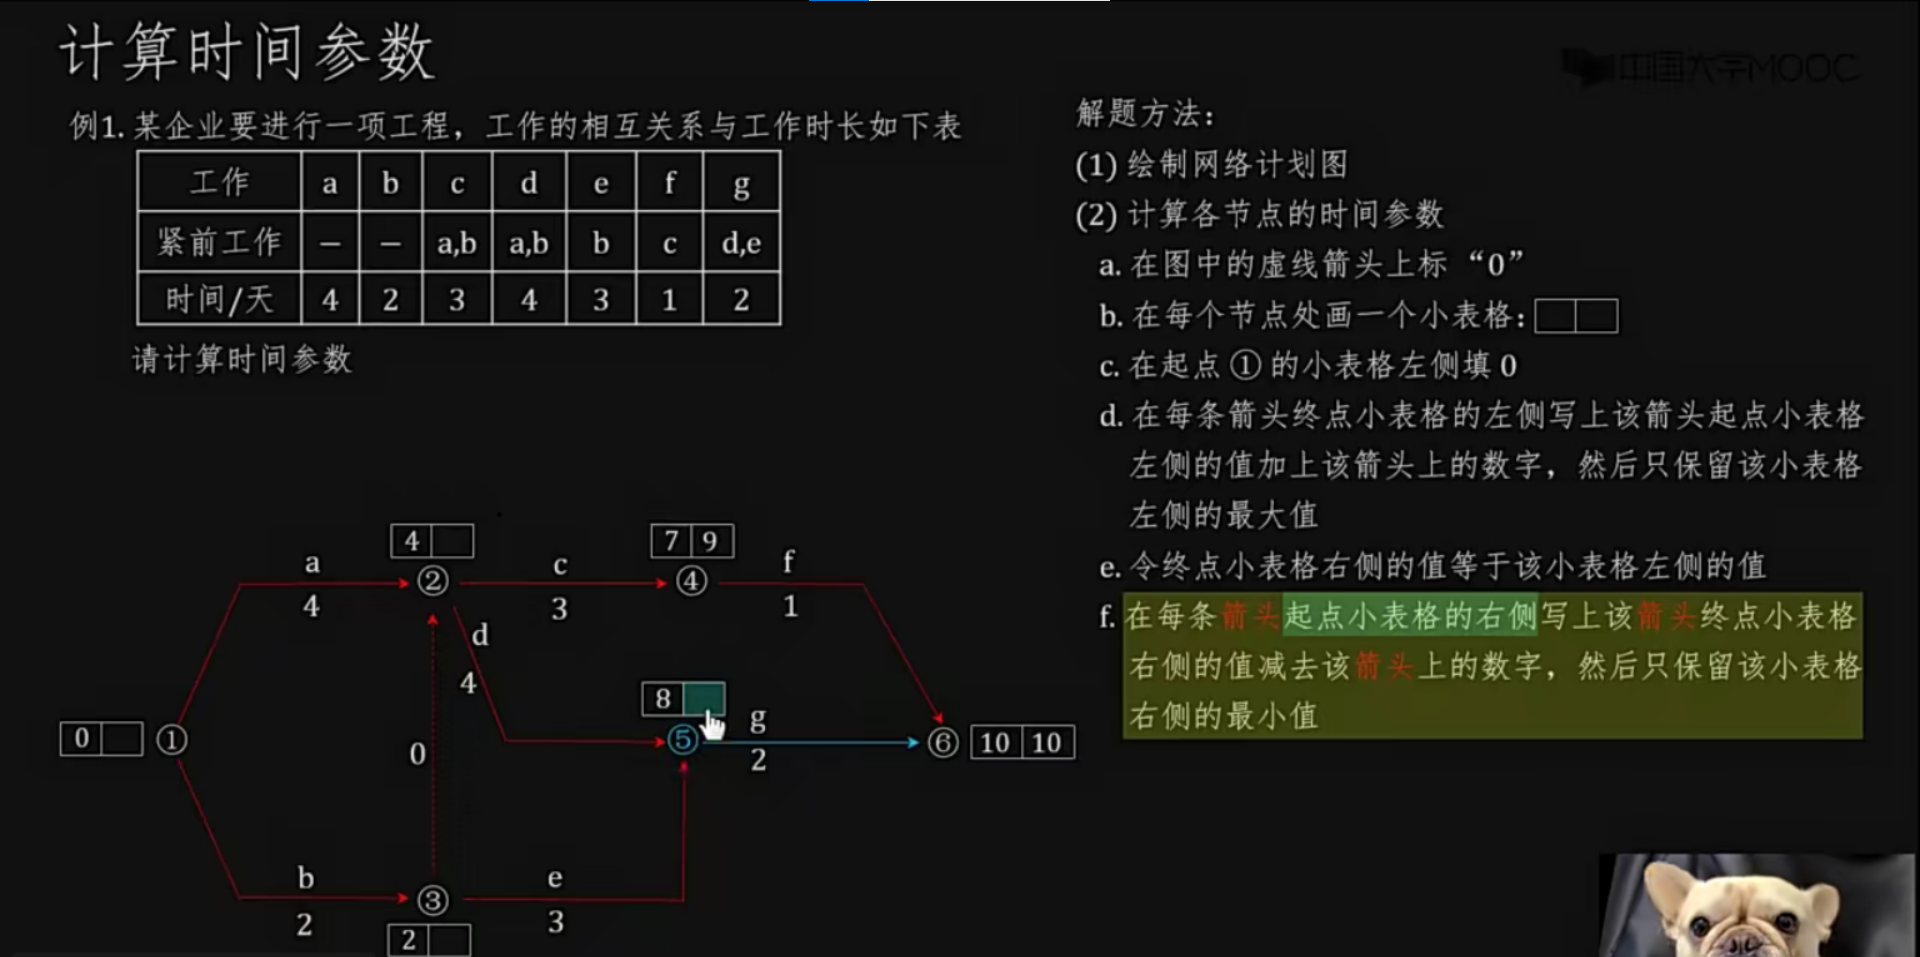 计算时间参数
中国大学MOOC
例1. 某企业要进行一项工程，工作的相互关系与工作时长如下表
工作 a b c d e f g
紧前工作 — — a,b a,b b c d,e
时间/天 4 2 3 4 3 1 2
请计算时间参数
解题方法：
(1) 绘制网络计划图
(2) 计算各节点的时间参数
a. 在图中的虚线箭头上标 “0”
b. 在每个节点处画一个小表格：
c. 在起点 ① 的小表格左侧填 0
d. 在每条箭头终点小表格的左侧写上该箭头起点小表格
左侧的值加上该箭头上的数字，然后只保留该小表格
左侧的最大值
e. 令终点小表格右侧的值等于该小表格左侧的值
f. 在每条箭头起点小表格的右侧写上该箭头终点小表格
右侧的值减去该箭头上的数字，然后只保留该小表格
右侧的最小值
4 7 9
a c f
② ④
4 3 1
d
4
8
g
0 ① 0 ⑤ ⑥ 10 10
2
b e
③
2 3
2